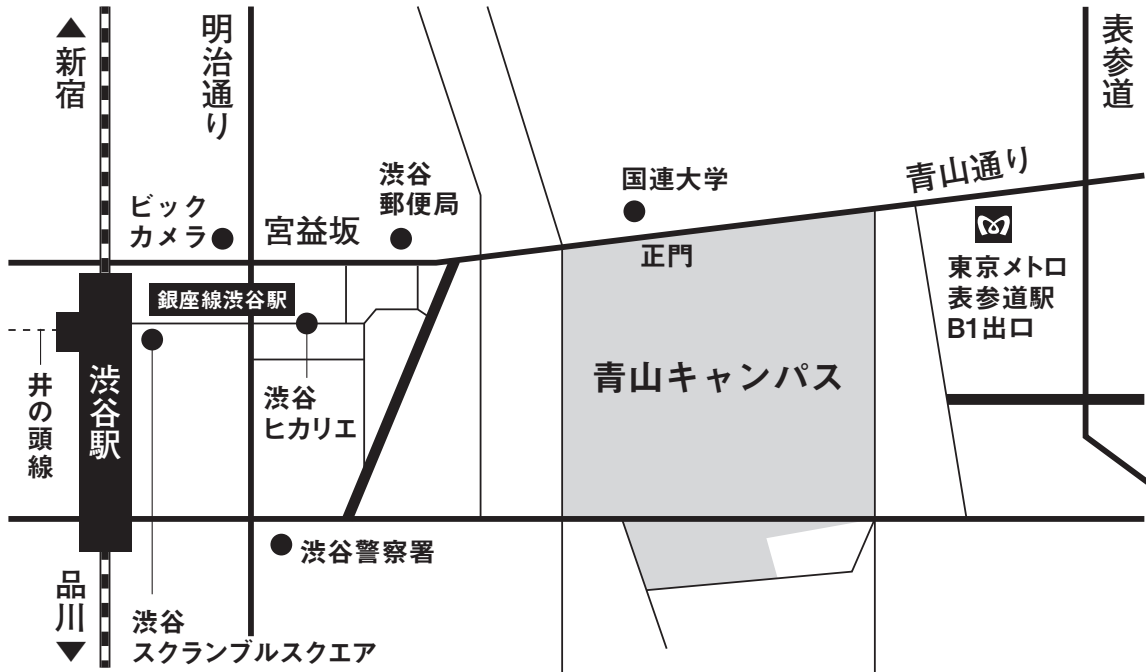 ▲新宿
明治通り
表参道
ビック
カメラ
宮益坂
渋谷
郵便局
国連大学
青山通り
正門
東京メトロ
表参道駅
B1出口
銀座線渋谷駅
青山キャンパス
井の頭線
渋谷駅
渋谷
ヒカリエ
渋谷警察署
品川▼
渋谷
スクランブルスクエア